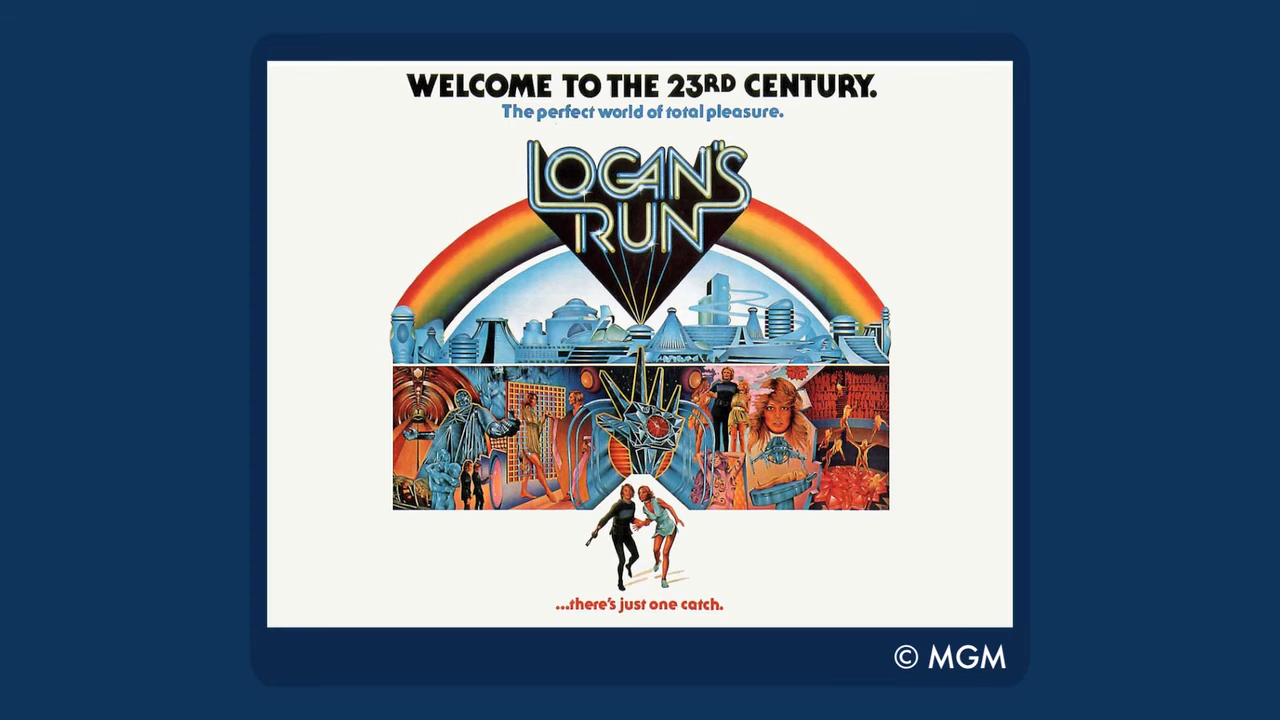 WELCOME TO THE 23RD CENTURY.
The perfect world of total pleasure.
LOGAN'S
RUN
...there's just one catch.
© MGM